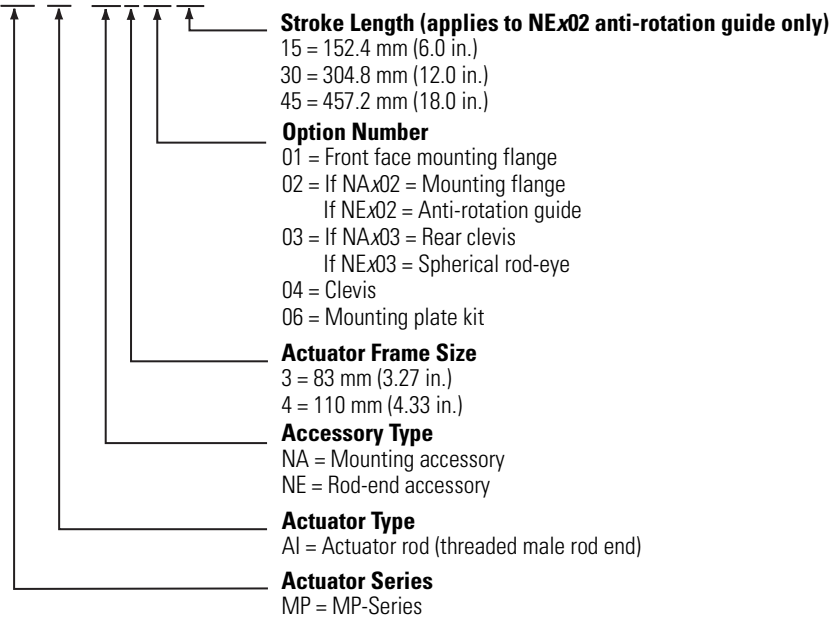 Stroke Length (applies to NEx02 anti-rotation guide only)
15 = 152.4 mm (6.0 in.)
30 = 304.8 mm (12.0 in.)
45 = 457.2 mm (18.0 in.)
Option Number
01 = Front face mounting flange
02 = If NAx02 = Mounting flange
If NEx02 = Anti-rotation guide
03 = If NAx03 = Rear clevis
If NEx03 = Spherical rod-eye
04 = Clevis
06 = Mounting plate kit
Actuator Frame Size
3 = 83 mm (3.27 in.)
4 = 110 mm (4.33 in.)
Accessory Type
NA = Mounting accessory
NE = Rod-end accessory
Actuator Type
AI = Actuator rod (threaded male rod end)
Actuator Series
MP = MP-Series